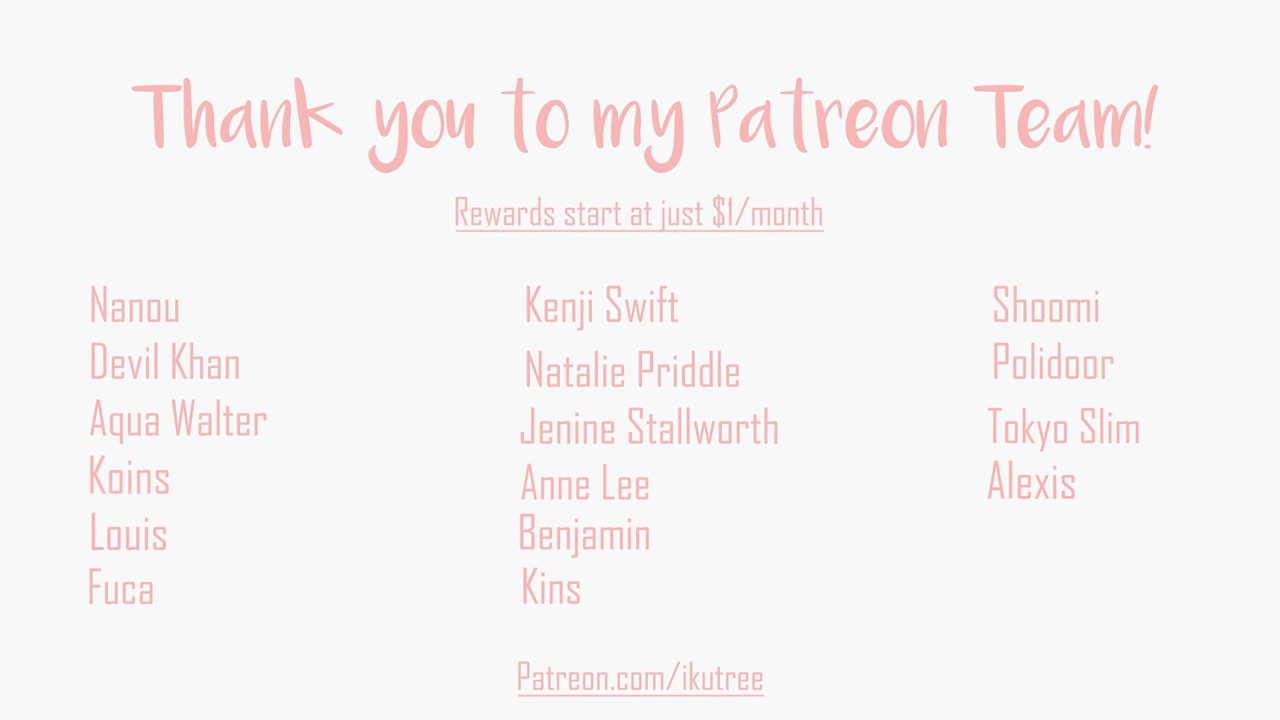 Thank you to my Patreon Team!
Rewards start at just $1/month
Nanou
Devil Khan
Aqua Walter
Koins
Louis
Fuca
Kenji Swift
Natalie Priddle
Jenine Stallworth
Anne Lee
Benjamin
Kins
Shoomi
Polidoor
Tokyo Slim
Alexis
Patreon.com/ikutree